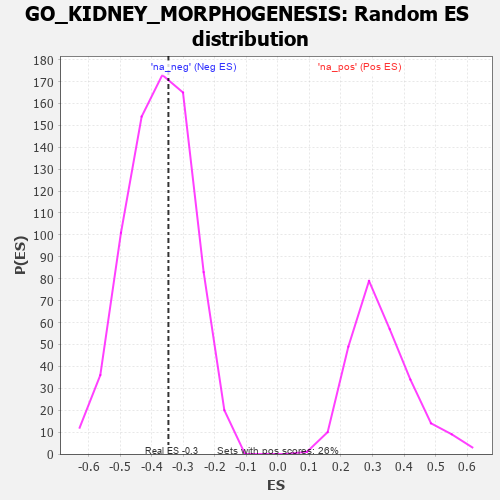 GO_KIDNEY_MORPHOGENESIS: Random ES
distribution
'na_neg' (Neg ES)
'na_pos' (Pos ES)
180
170
160
150
140
130
120
110
100
90
80
70
60
50
40
30
20
10
0
P(ES)
Real ES -0.3
Sets with pos scores: 26%
-0.6 -0.5 -0.4 -0.3 -0.2 -0.1 0.0 0.1 0.2 0.3 0.4 0.5 0.6
ES